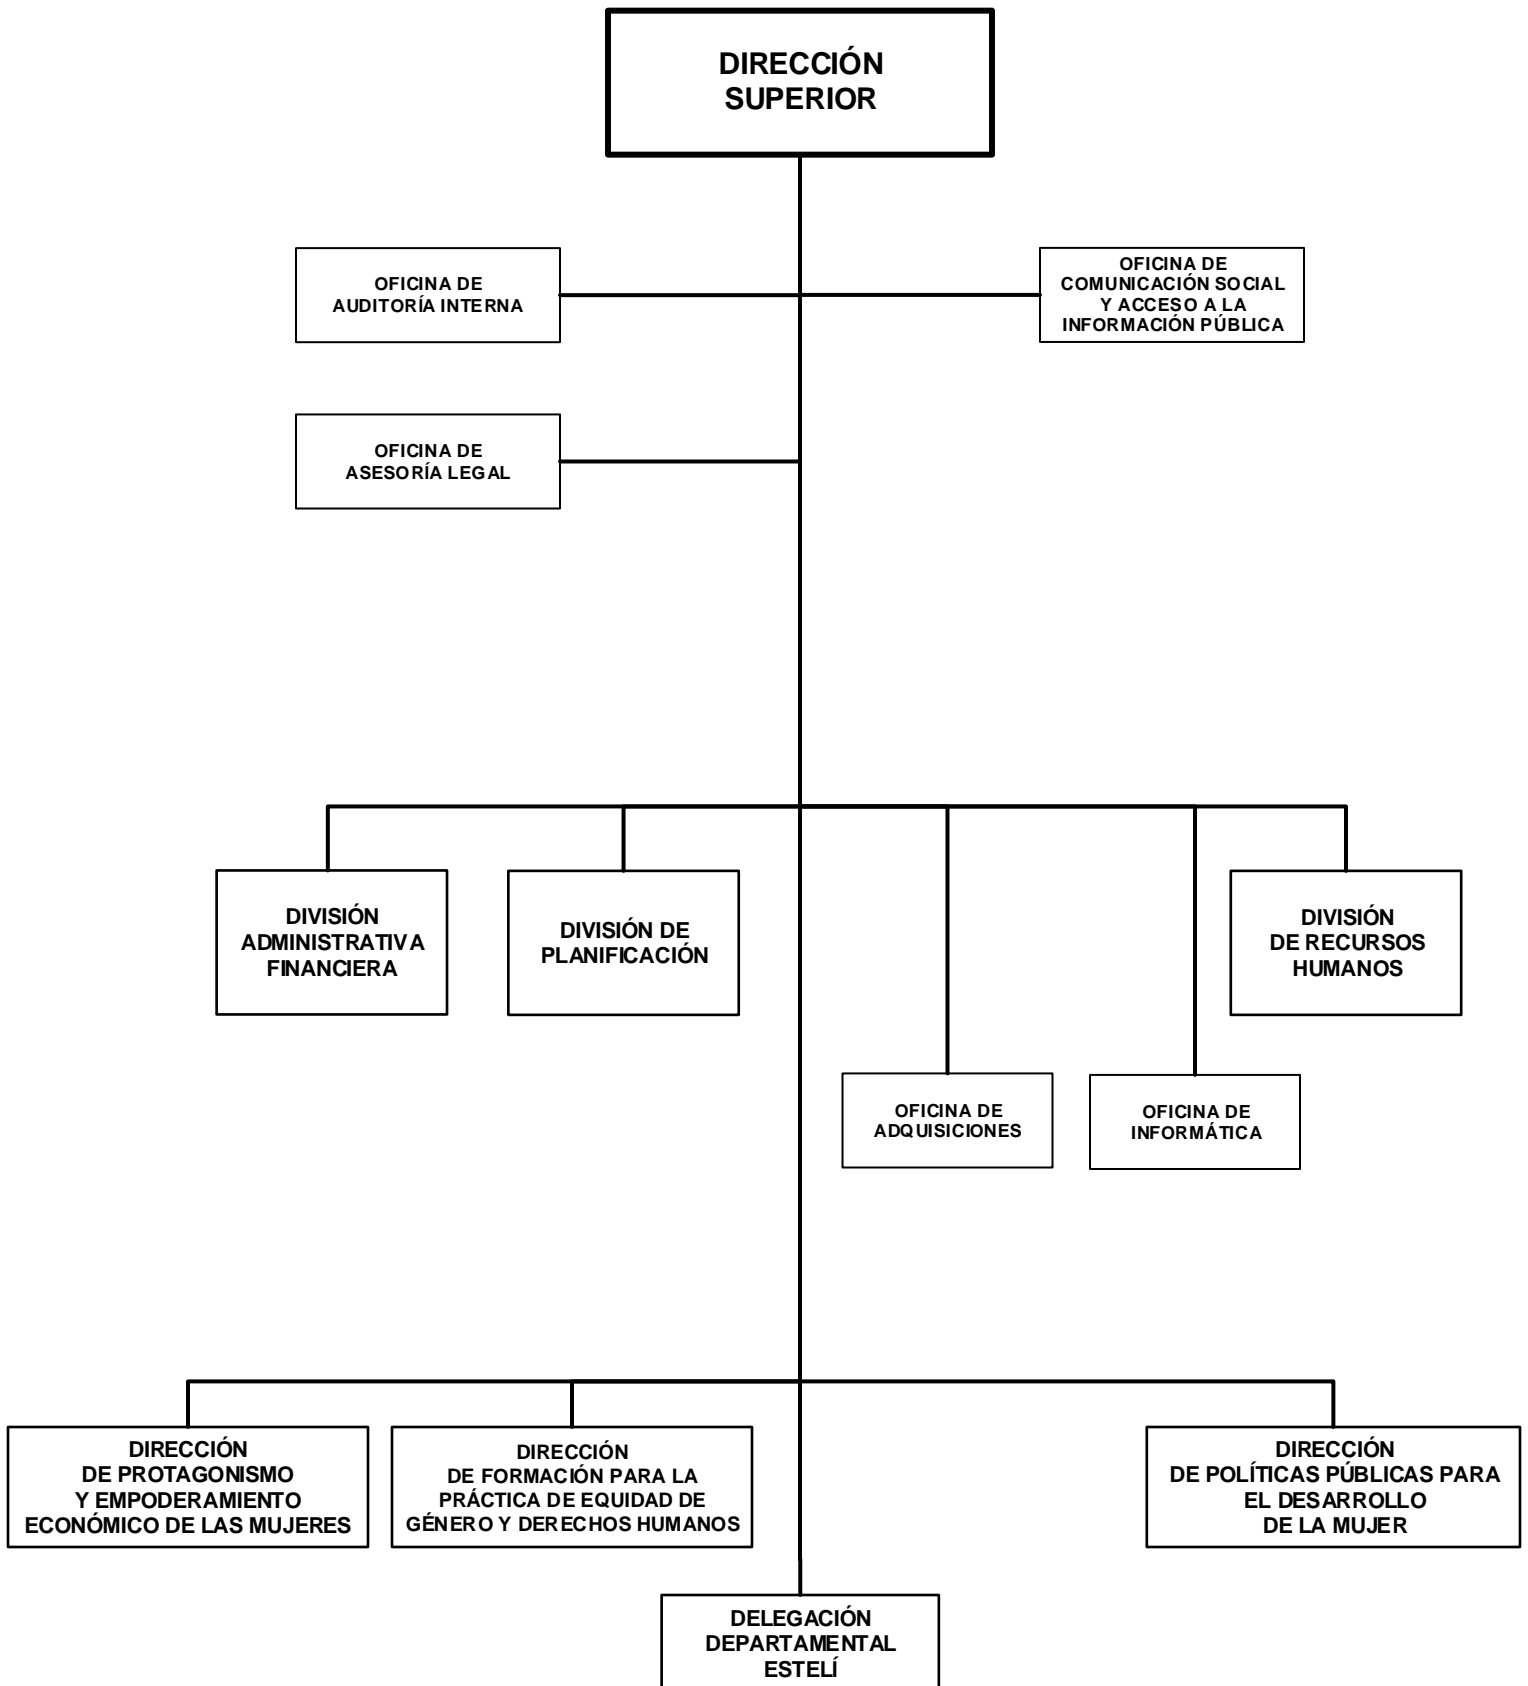 DIRECCIÓN
SUPERIOR
OFICINA DE
AUDITORÍA INTERNA
OFICINA DE
COMUNICACIÓN SOCIAL
Y ACCESO A LA
INFORMACIÓN PÚBLICA
OFICINA DE
ASESORÍA LEGAL
DIVISIÓN
ADMINISTRATIVA
FINANCIERA
DIVISIÓN DE
PLANIFICACIÓN
DIVISIÓN
DE RECURSOS
HUMANOS
OFICINA DE
ADQUISICIONES
OFICINA DE
INFORMÁTICA
DIRECCIÓN
DE PROTAGONISMO
Y EMPODERAMIENTO
ECONÓMICO DE LAS MUJERES
DIRECCIÓN
DE FORMACIÓN PARA LA
PRÁCTICA DE EQUIDAD DE
GÉNERO Y DERECHOS HUMANOS
DIRECCIÓN
DE POLÍTICAS PÚBLICAS PARA
EL DESARROLLO
DE LA MUJER
DELEGACIÓN
DEPARTAMENTAL
ESTELÍ